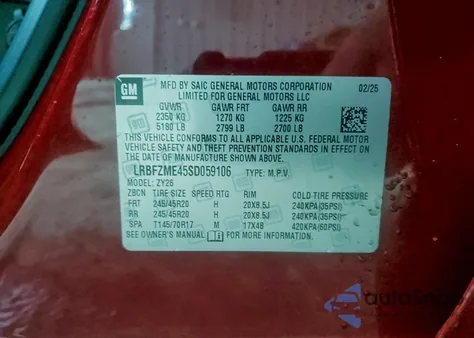 GM
MFD BY SAIC GENERAL MOTORS CORPORATION 02/25
LIMITED FOR GENERAL MOTORS LLC
GVWR GAWR FRT GAWR RR
2350 KG 1270 KG 1225 KG
5180 LB 2799 LB 2700 LB
THIS VEHICLE CONFORMS TO ALL APPLICABLE U.S. FEDERAL MOTOR
VEHICLE SAFETY AND THEFT PREVENTION STANDARDS IN EFFECT
ON THE DATE OF MANUFACTURE SHOWN ABOVE.
LRBFZME45SD059106 TYPE: M.P.V.
MODEL: ZY26
ZBCN TIRE SIZE SPEED RTG RIM COLD TIRE PRESSURE
FRT 245/45R20 H 20X8.5J 240KPA(35PSI)
RR 245/45R20 H 20X8.5J 240KPA(35PSI)
SPA T145/70R17 M 17X4B 420KPA(60PSI)
SEE OWNER'S MANUAL FOR MORE INFORMATION.